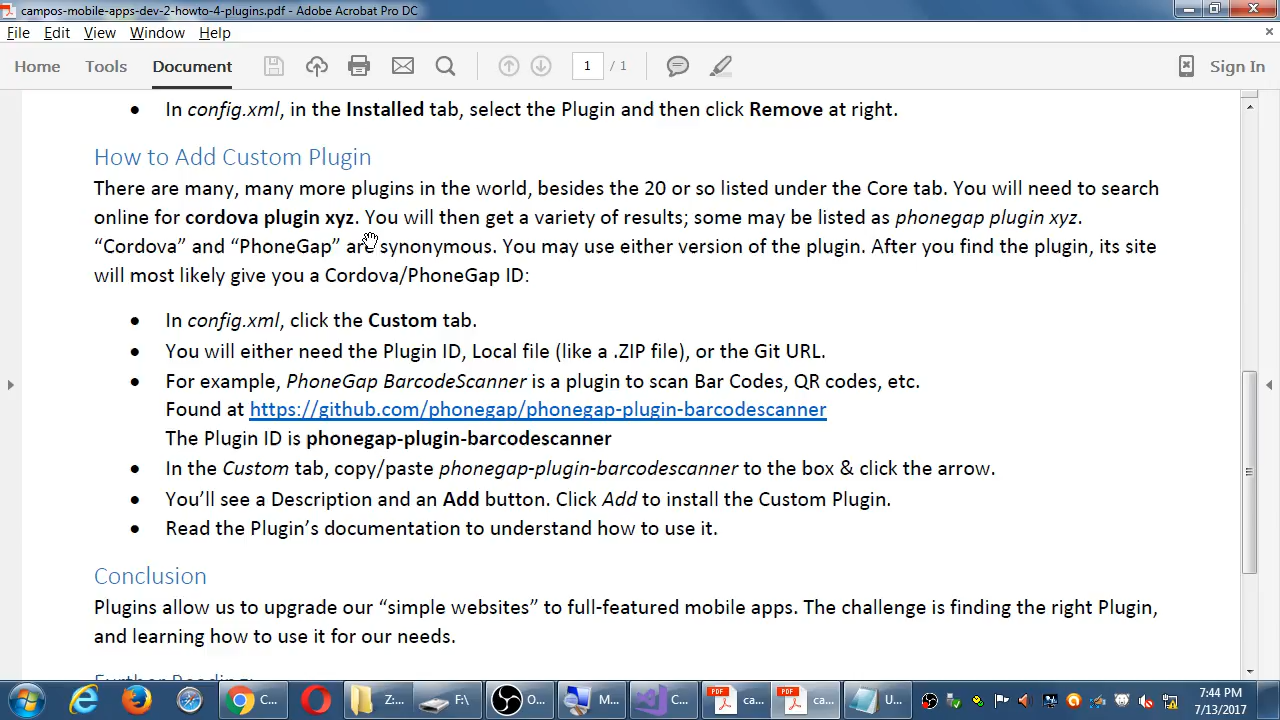 campos-mobile-apps-dev-2-howto-4-plugins.pdf - Adobe Acrobat Pro DC
File Edit View Window Help
Home Tools Document 1 / 1 Sign In
• In config.xml, in the Installed tab, select the Plugin and then click Remove at right.
How to Add Custom Plugin
There are many, many more plugins in the world, besides the 20 or so listed under the Core tab. You will need to search
online for cordova plugin xyz. You will then get a variety of results; some may be listed as phonegap plugin xyz.
“Cordova” and “PhoneGap” are synonymous. You may use either version of the plugin. After you find the plugin, its site
will most likely give you a Cordova/PhoneGap ID:
• In config.xml, click the Custom tab.
• You will either need the Plugin ID, Local file (like a .ZIP file), or the Git URL.
• For example, PhoneGap BarcodeScanner is a plugin to scan Bar Codes, QR codes, etc.
Found at https://github.com/phonegap/phonegap-plugin-barcodescanner
The Plugin ID is phonegap-plugin-barcodescanner
• In the Custom tab, copy/paste phonegap-plugin-barcodescanner to the box & click the arrow.
• You’ll see a Description and an Add button. Click Add to install the Custom Plugin.
• Read the Plugin’s documentation to understand how to use it.
Conclusion
Plugins allow us to upgrade our “simple websites” to full-featured mobile apps. The challenge is finding the right Plugin,
and learning how to use it for our needs.
Further Reading:
C... Z:... F:\ O... M... C... ca... ca... U... 7:44 PM
7/13/2017